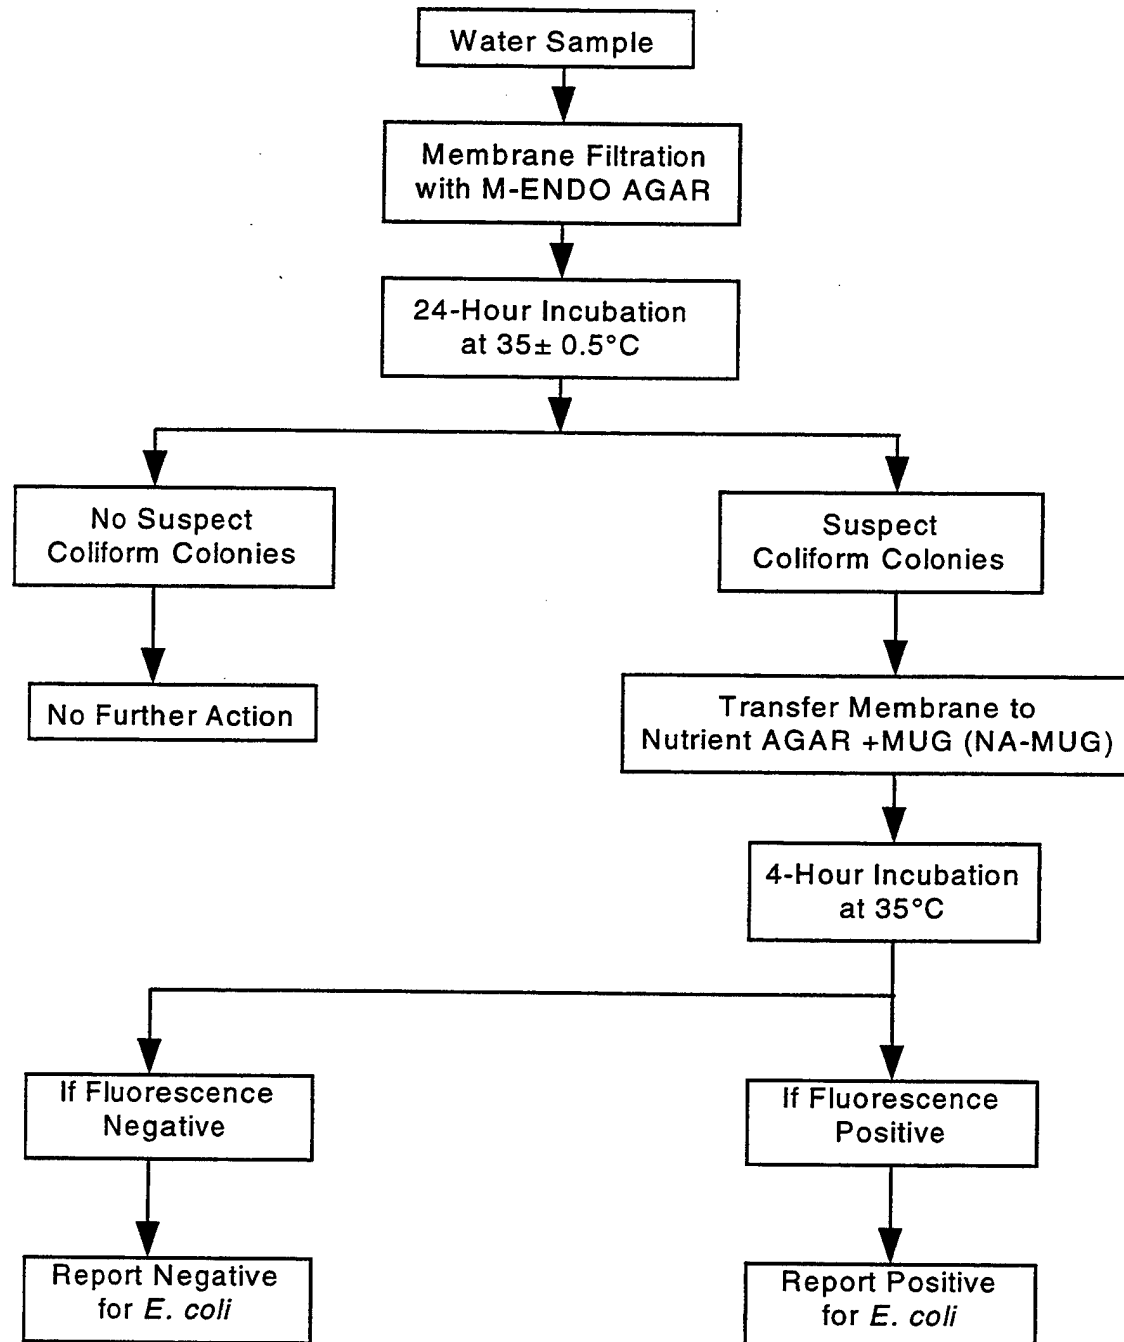 Water Sample
Membrane Filtration
with M-ENDO AGAR
24-Hour Incubation
at 35± 0.5°C
No Suspect
Coliform Colonies
Suspect
Coliform Colonies
No Further Action
Transfer Membrane to
Nutrient AGAR +MUG (NA-MUG)
4-Hour Incubation
at 35°C
If Fluorescence
Negative
If Fluorescence
Positive
Report Negative
for E. coli
Report Positive
for E. coli